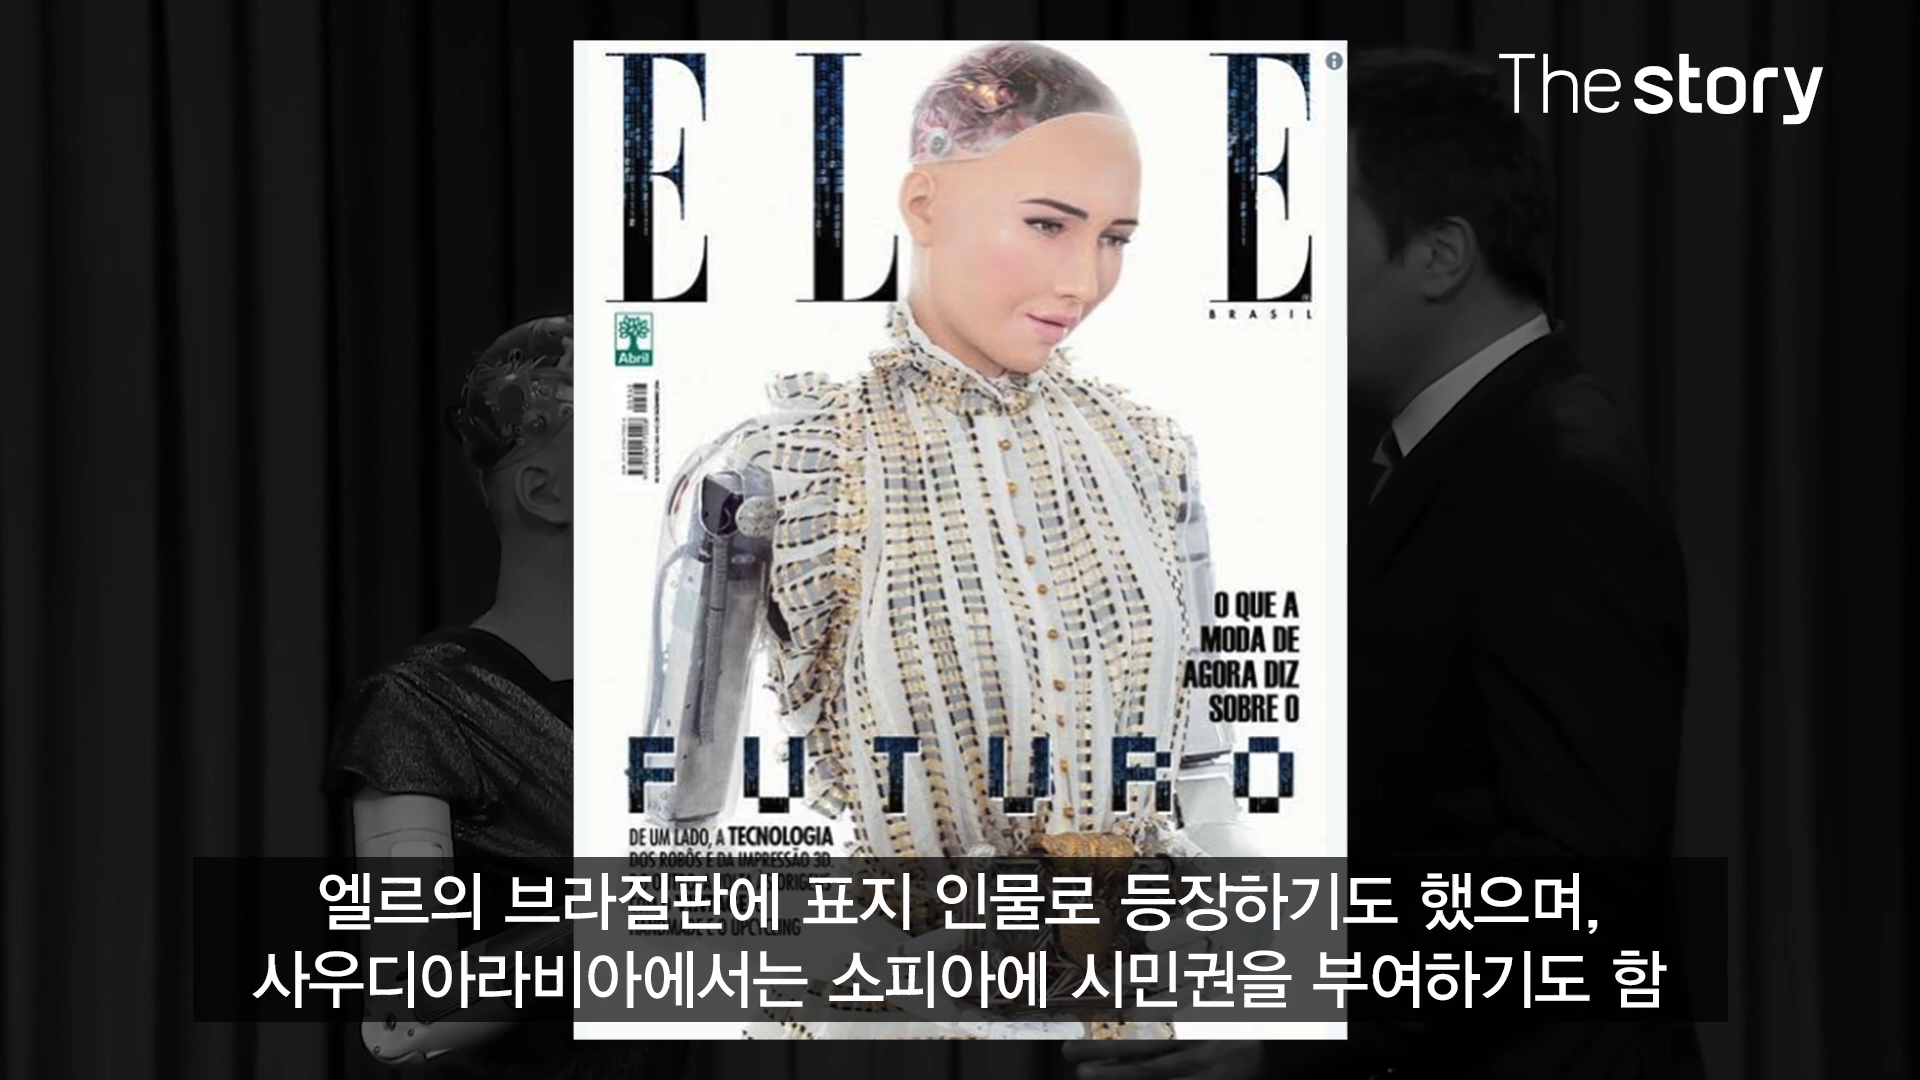 The story
ELLE
BRASIL
Abril
O QUE A
MODA DE
AGORA DIZ
SOBRE O
FUTURO
DE UM LADO, A TECNOLOGIA
DOS ROBÔS E DA IMPRESSÃO 3D.
HANDMADE E O UPCYCLING
엘르의 브라질판에 표지 인물로 등장하기도 했으며,
사우디아라비아에서는 소피아에 시민권을 부여하기도 함